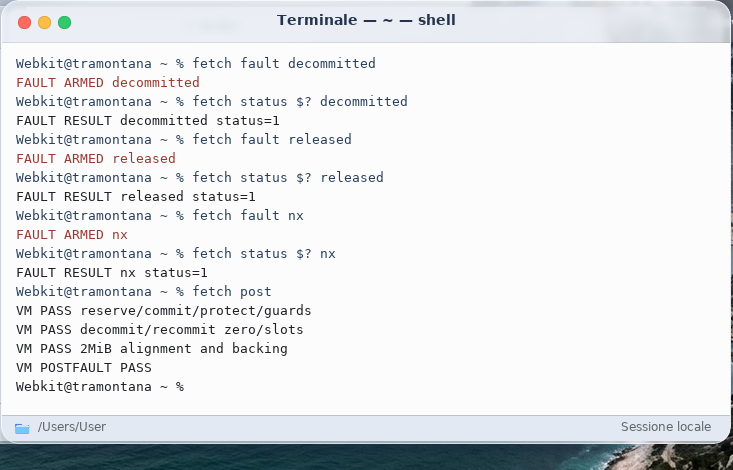 Terminale — ~ — shell
Webkit@tramontana ~ % fetch fault decommitted
FAULT ARMED decommitted
Webkit@tramontana ~ % fetch status $? decommitted
FAULT RESULT decommitted status=1
Webkit@tramontana ~ % fetch fault released
FAULT ARMED released
Webkit@tramontana ~ % fetch status $? released
FAULT RESULT released status=1
Webkit@tramontana ~ % fetch fault nx
FAULT ARMED nx
Webkit@tramontana ~ % fetch status $? nx
FAULT RESULT nx status=1
Webkit@tramontana ~ % fetch post
VM PASS reserve/commit/protect/guards
VM PASS decommit/recommit zero/slots
VM PASS 2MiB alignment and backing
VM POSTFAULT PASS
Webkit@tramontana ~ %
/Users/User Sessione locale